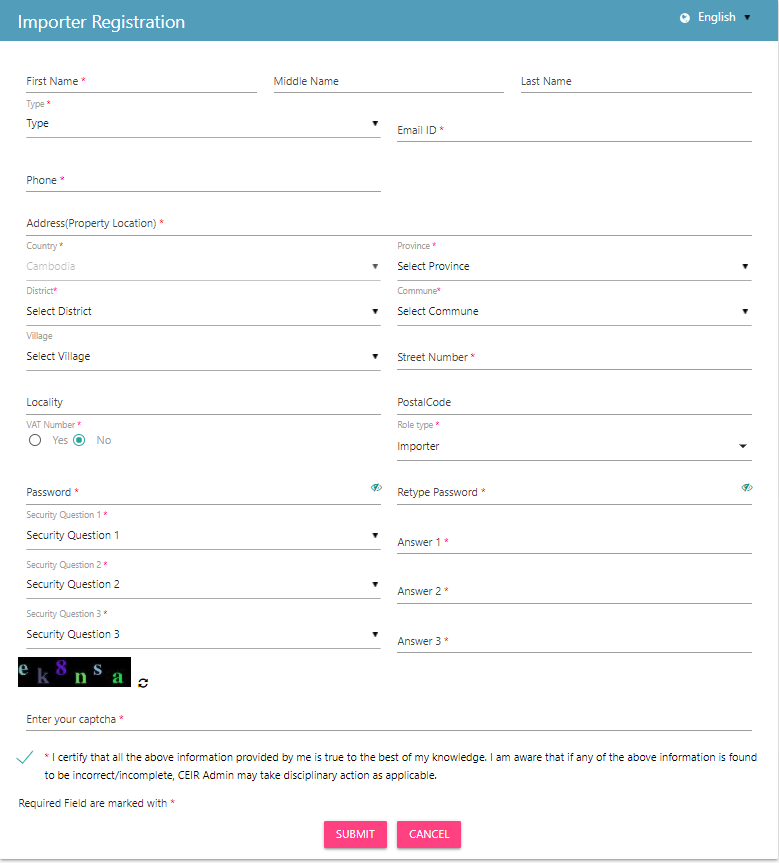 Importer Registration
English
First Name *
Middle Name
Last Name
Type *
Type
Email ID *
Phone *
Address(Property Location) *
Country *
Cambodia
Province *
Select Province
District*
Select District
Commune*
Select Commune
Village
Select Village
Street Number *
Locality
PostalCode
VAT Number *
Yes
No
Role type *
Importer
Password *
Retype Password *
Security Question 1 *
Security Question 1
Answer 1 *
Security Question 2 *
Security Question 2
Answer 2 *
Security Question 3 *
Security Question 3
Answer 3 *
ek8nsa
Enter your captcha *
* I certify that all the above information provided by me is true to the best of my knowledge. I am aware that if any of the above information is found
to be incorrect/incomplete, CEIR Admin may take disciplinary action as applicable.
Required Field are marked with *
SUBMIT
CANCEL